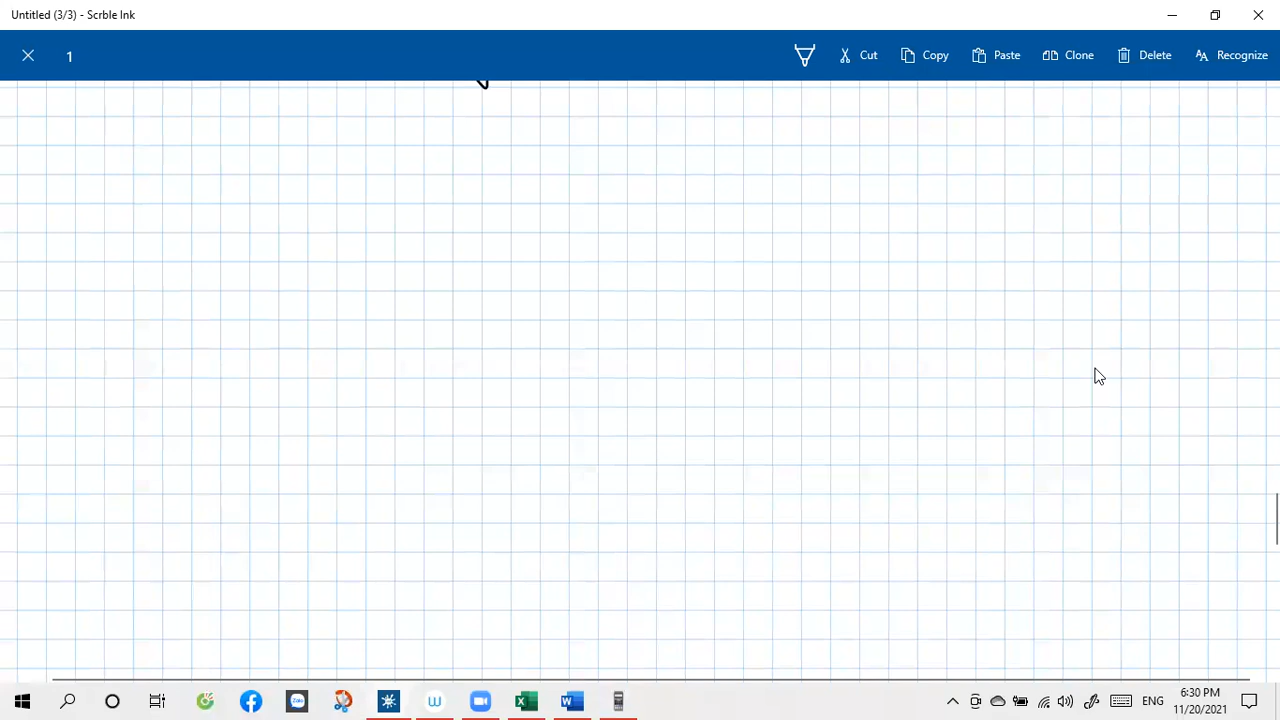 Untitled (3/3) - Scrble Ink
1
Cut
Copy
Paste
Clone
Delete
Recognize
Zalo
ENG
6:30 PM
11/20/2021